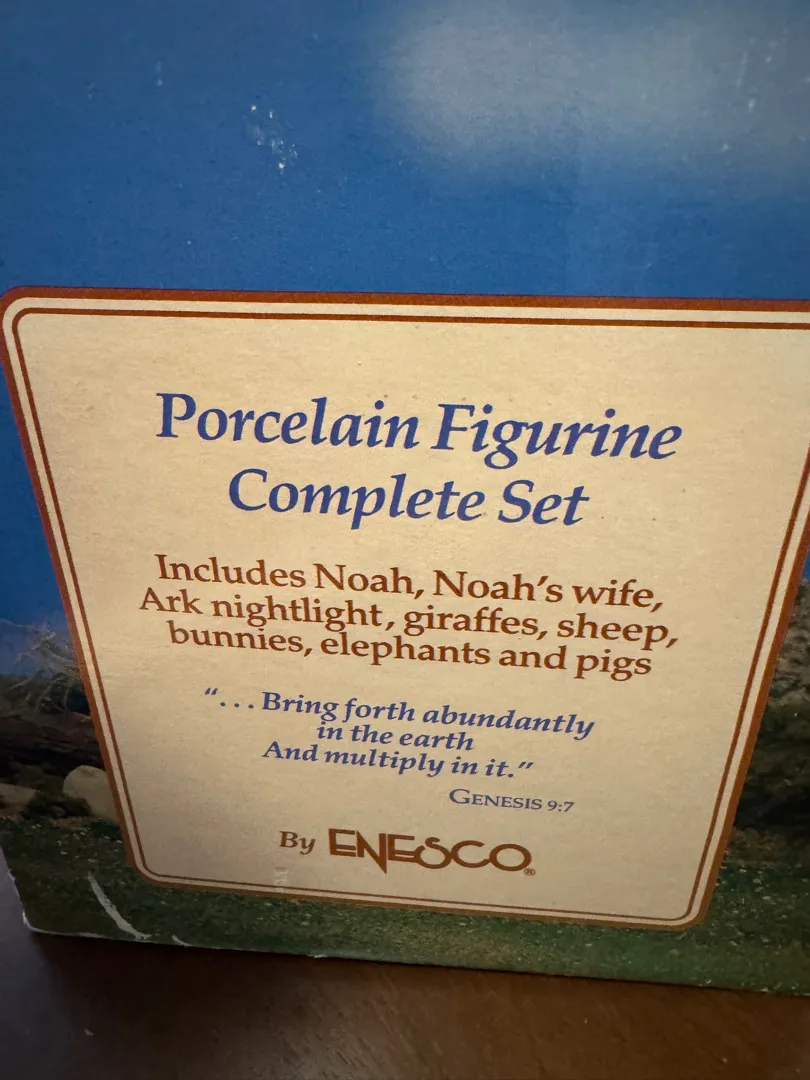 Porcelain Figurine
Complete Set
Includes Noah, Noah's wife,
Ark nightlight, giraffes, sheep,
bunnies, elephants and pigs
"... Bring forth abundantly
in the earth
And multiply in it."
GENESIS 9:7
By ENESCO®